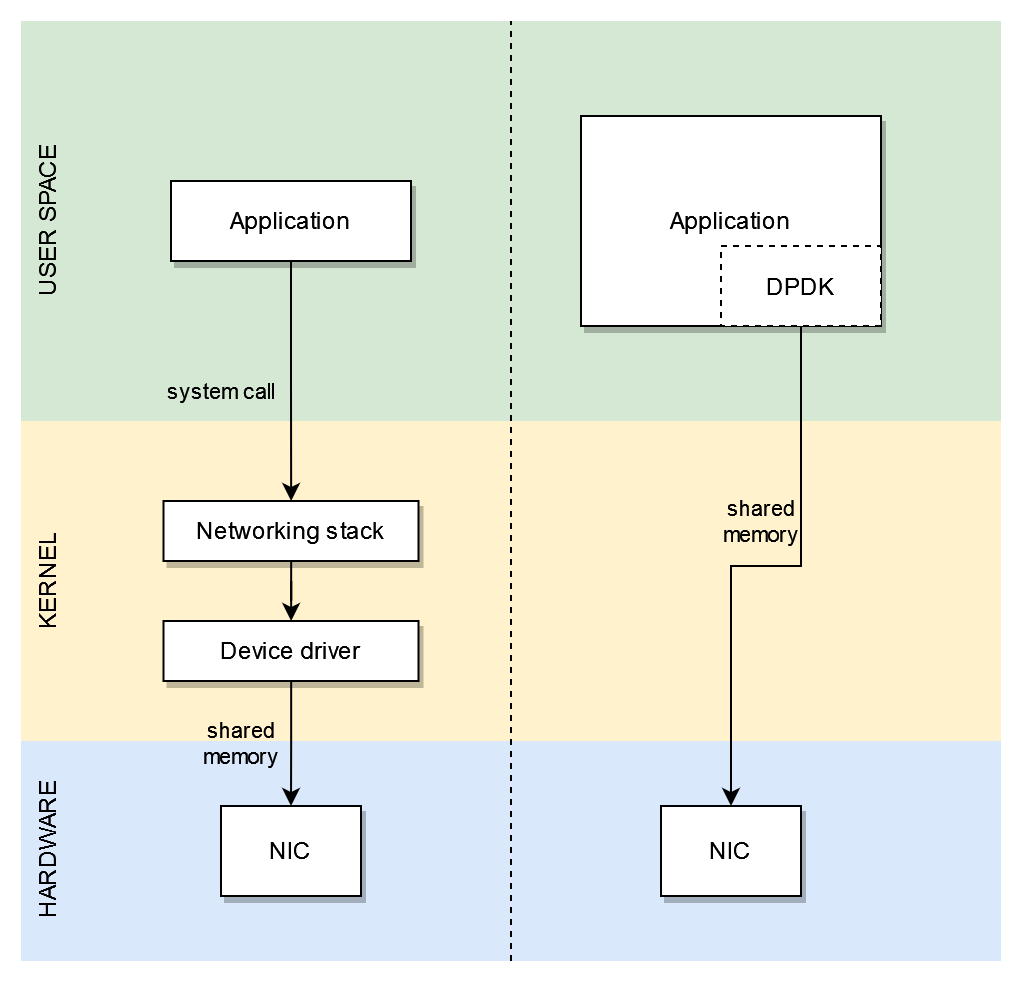 USER SPACE
Application
system call
Application
DPDK
KERNEL
Networking stack
Device driver
shared
memory
shared
memory
HARDWARE
NIC
NIC